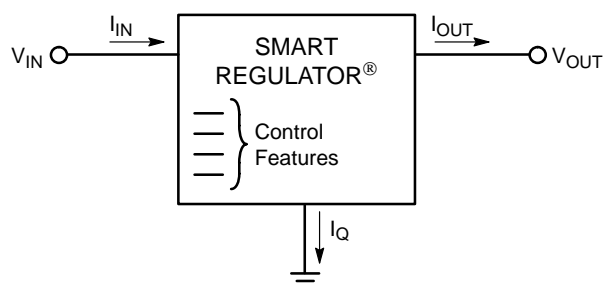 I_IN
I_OUT
V_IN
SMART
REGULATOR®
V_OUT
Control
Features
I_Q